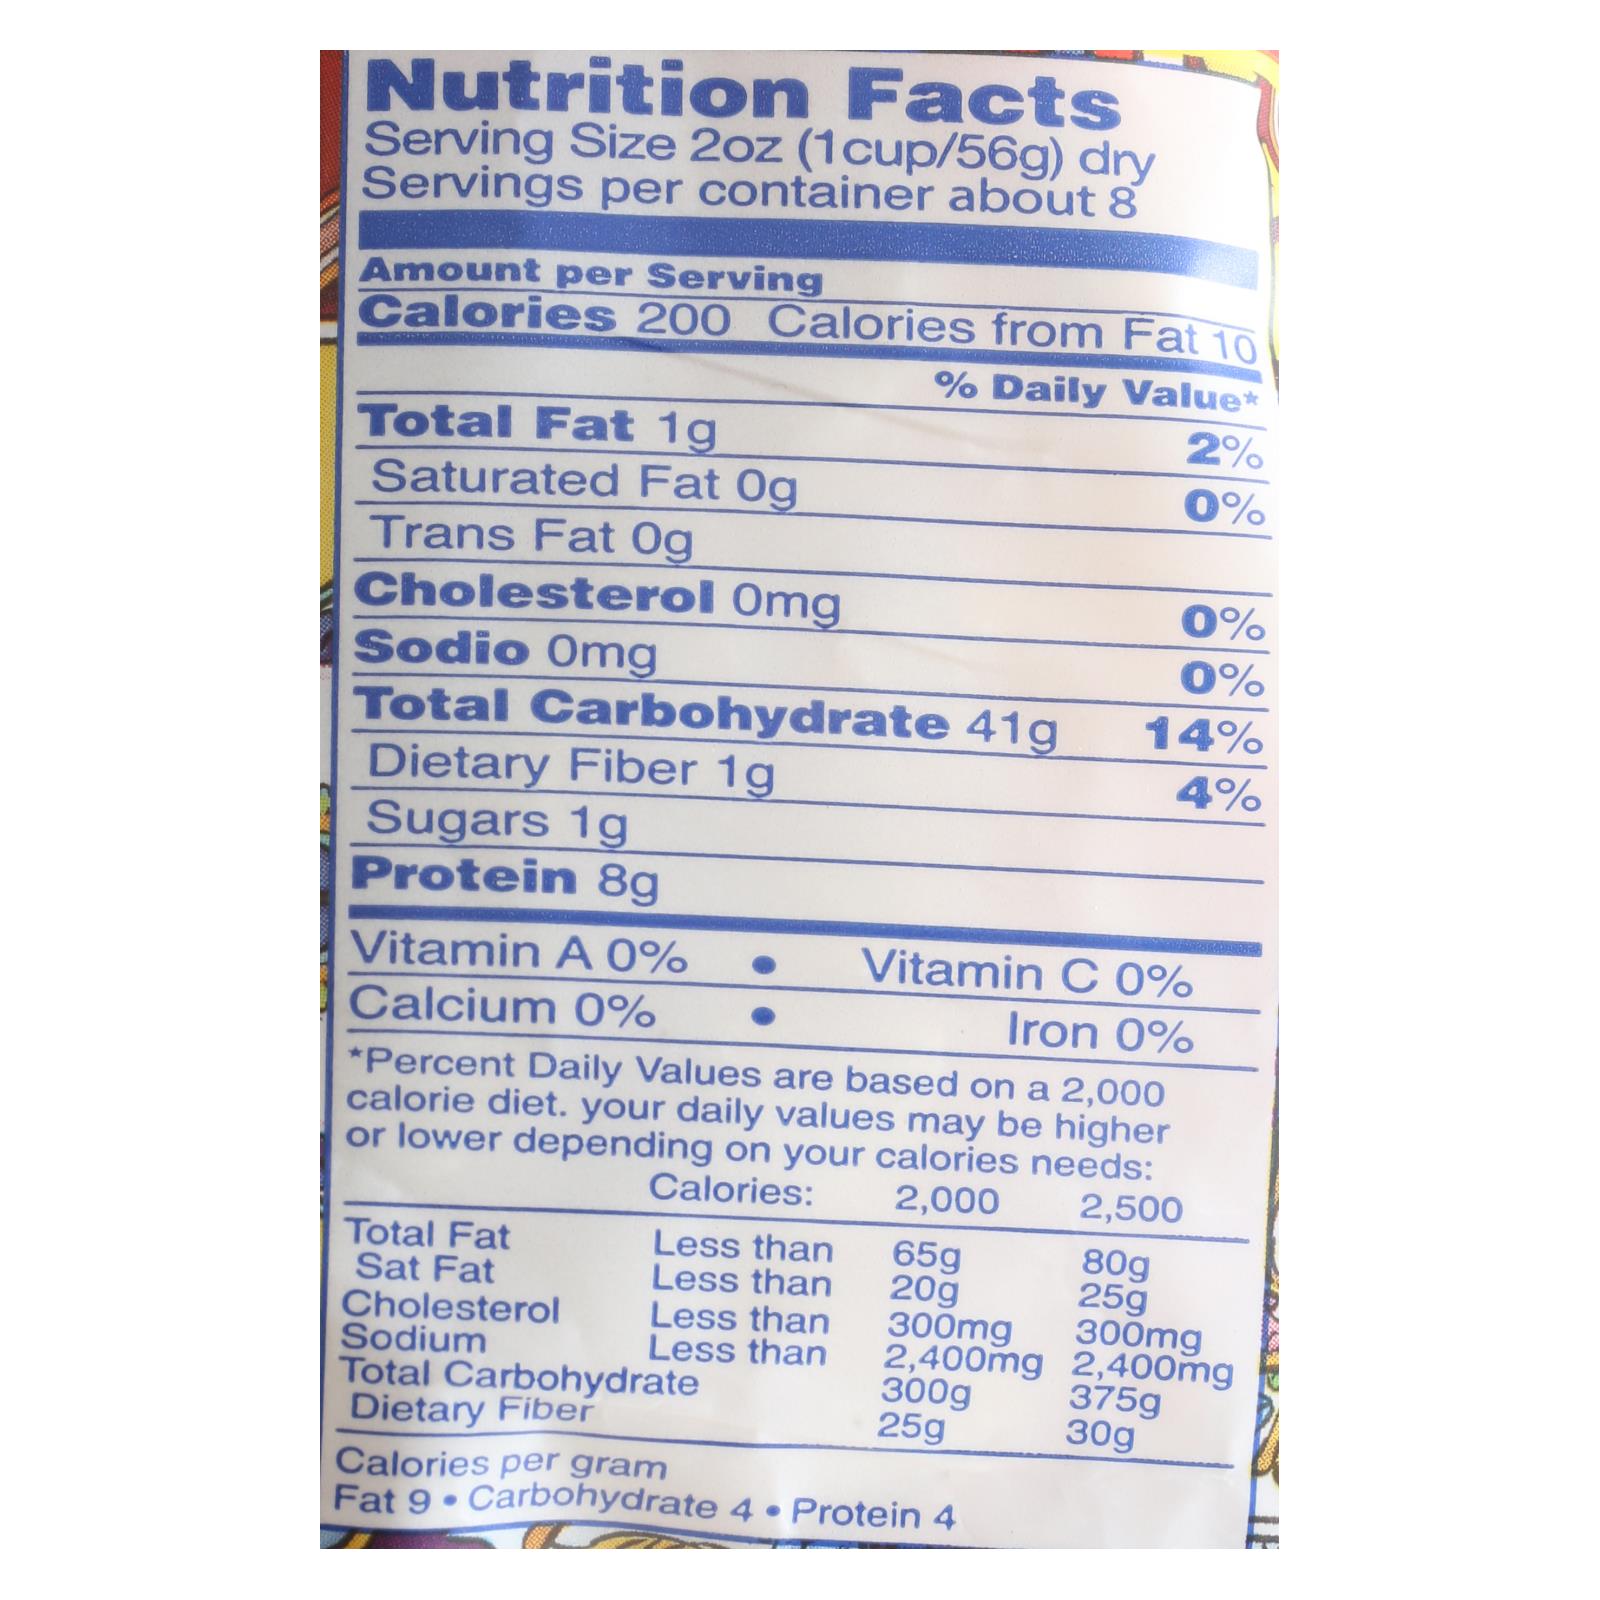 Nutrition Facts
Serving Size 2oz (1cup/56g) dry
Servings per container about 8
Amount per Serving
Calories 200 Calories from Fat 10
% Daily Value*
Total Fat 1g 2%
Saturated Fat 0g 0%
Trans Fat 0g
Cholesterol 0mg 0%
Sodio 0mg 0%
Total Carbohydrate 41g 14%
Dietary Fiber 1g 4%
Sugars 1g
Protein 8g
Vitamin A 0% • Vitamin C 0%
Calcium 0% • Iron 0%
*Percent Daily Values are based on a 2,000
calorie diet. your daily values may be higher
or lower depending on your calories needs:
Calories: 2,000 2,500
Total Fat Less than 65g 80g
Sat Fat Less than 20g 25g
Cholesterol Less than 300mg 300mg
Sodium Less than 2,400mg 2,400mg
Total Carbohydrate 300g 375g
Dietary Fiber 25g 30g
Calories per gram
Fat 9 • Carbohydrate 4 • Protein 4